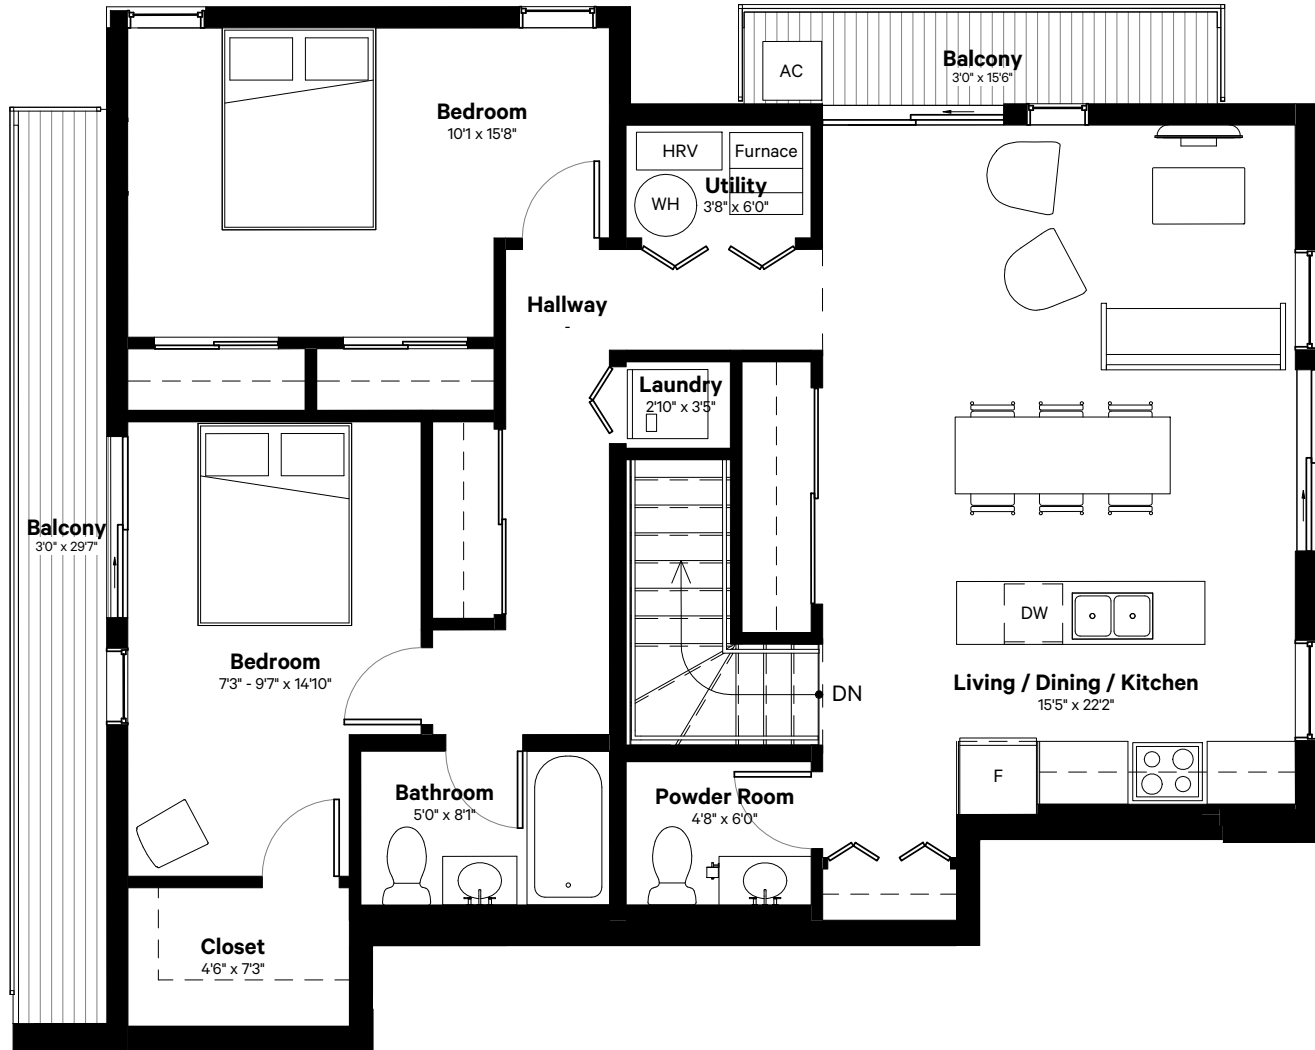 AC
Balcony
3'0" x 15'6"
Bedroom
10'1 x 15'8"
HRV
Furnace
Utility
3'8" x 6'0"
WH
Hallway
-
Laundry
2'10" x 3'5"
Balcony
3'0" x 29'7"
DW
Bedroom
7'3" - 9'7" x 14'10"
Living / Dining / Kitchen
15'5" x 22'2"
DN
F
Bathroom
5'0" x 8'1"
Powder Room
4'8" x 6'0"
Closet
4'6" x 7'3"